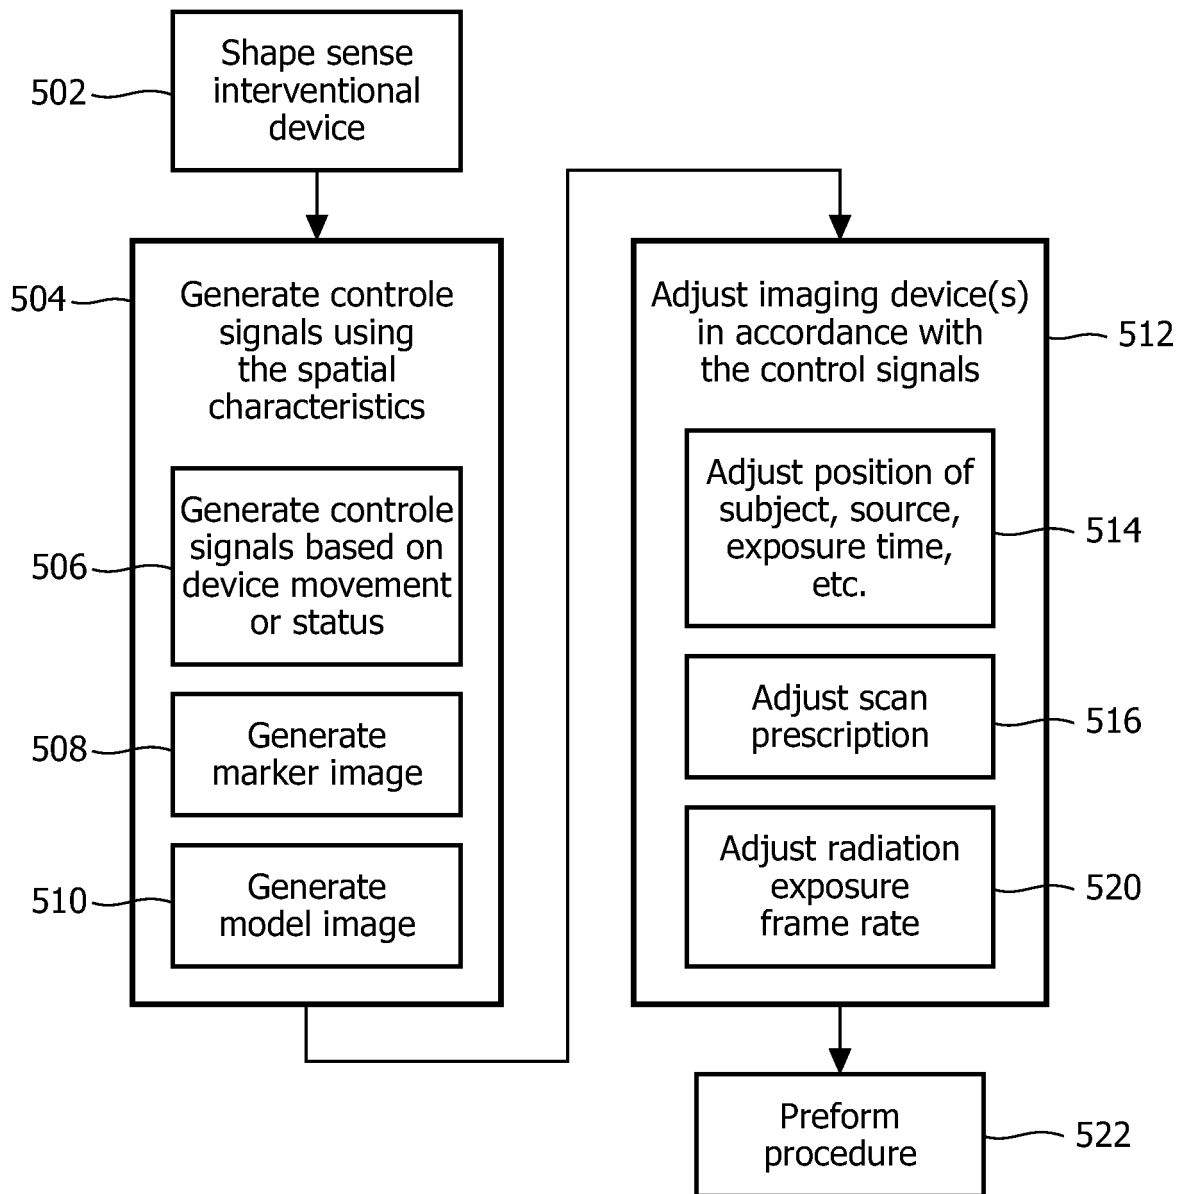 502
Shape sense
interventional
device
504
Generate controle
signals using
the spatial
characteristics
506
Generate controle
signals based on
device movement
or status
508
Generate
marker image
510
Generate
model image
Adjust imaging device(s)
in accordance with
the control signals
512
Adjust position of
subject, source,
exposure time,
etc.
514
Adjust scan
prescription
516
Adjust radiation
exposure
frame rate
520
Preform
procedure
522